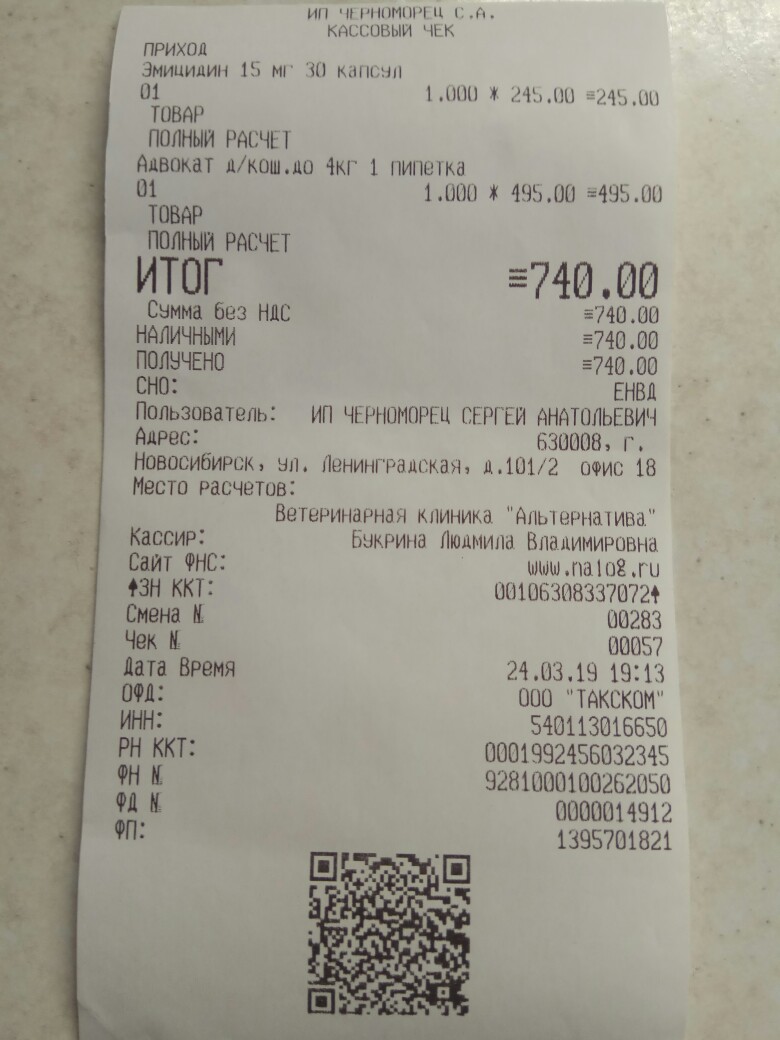 ИП ЧЕРНОМОРЕЦ С.А.
КАССОВЫЙ ЧЕК
ПРИХОД
Эмицидин 15 мг 30 капсул
01 1.000 * 245.00 ≡245.00
ТОВАР
ПОЛНЫЙ РАСЧЕТ
Адвокат д/кош.до 4кг 1 пипетка
01 1.000 * 495.00 ≡495.00
ТОВАР
ПОЛНЫЙ РАСЧЕТ
ИТОГ ≡740.00
Сумма без НДС ≡740.00
НАЛИЧНЫМИ ≡740.00
ПОЛУЧЕНО ≡740.00
СНО: ЕНВД
Пользователь: ИП ЧЕРНОМОРЕЦ СЕРГЕЙ АНАТОЛЬЕВИЧ
Адрес: 630008, г.
Новосибирск, ул. Ленинградская, д.101/2 офис 18
Место расчетов:
Ветеринарная клиника "Альтернатива"
Кассир: Букрина Людмила Владимировна
Сайт ФНС: www.nalog.ru
↑ЗН ККТ: 00106308337072↑
Смена № 00283
Чек № 00057
Дата Время 24.03.19 19:13
ОФД: ООО "ТАКСКОМ"
ИНН: 540113016650
РН ККТ: 0001992456032345
ФН № 9281000100262050
ФД № 0000014912
ФП: 1395701821